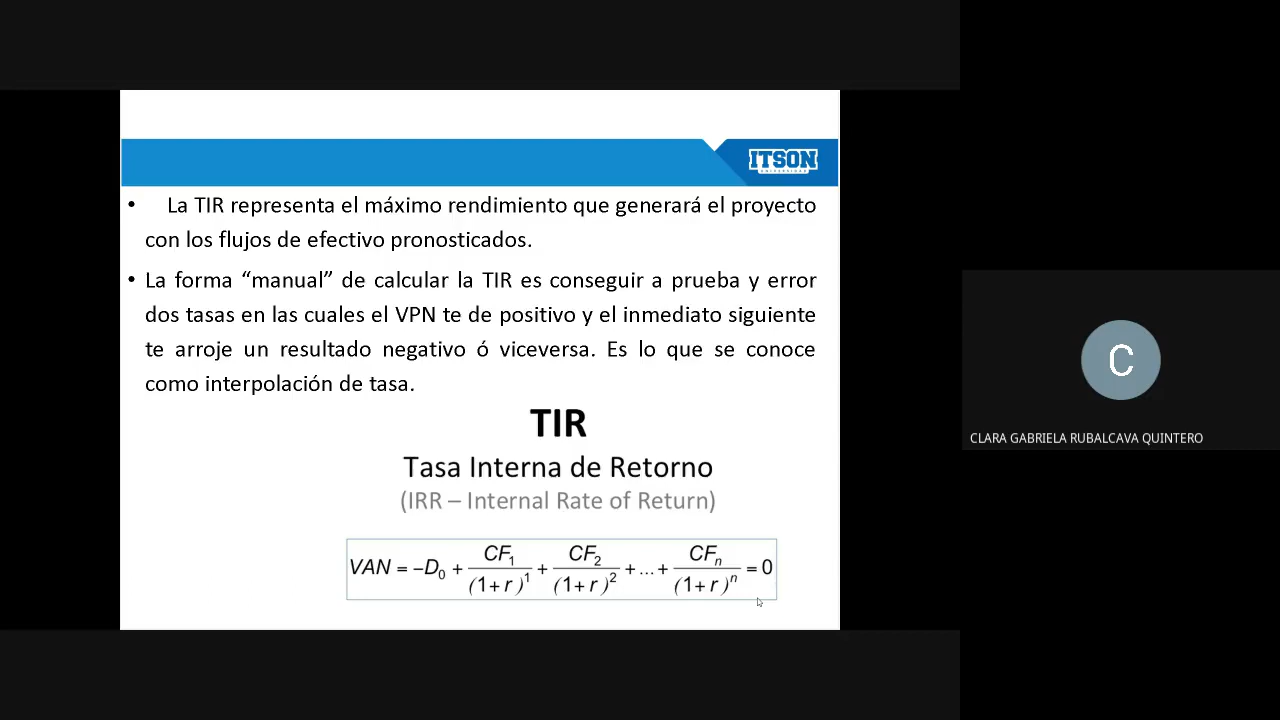 ITSON
• La TIR representa el máximo rendimiento que generará el proyecto
con los flujos de efectivo pronosticados.
• La forma “manual” de calcular la TIR es conseguir a prueba y error
dos tasas en las cuales el VPN te de positivo y el inmediato siguiente
te arroje un resultado negativo ó viceversa. Es lo que se conoce
como interpolación de tasa.
TIR
Tasa Interna de Retorno
(IRR – Internal Rate of Return)
VAN = –D₀ + CF₁/(1+r)¹ + CF₂/(1+r)² + ... + CFₙ/(1+r)ⁿ = 0
C
CLARA GABRIELA RUBALCAVA QUINTERO